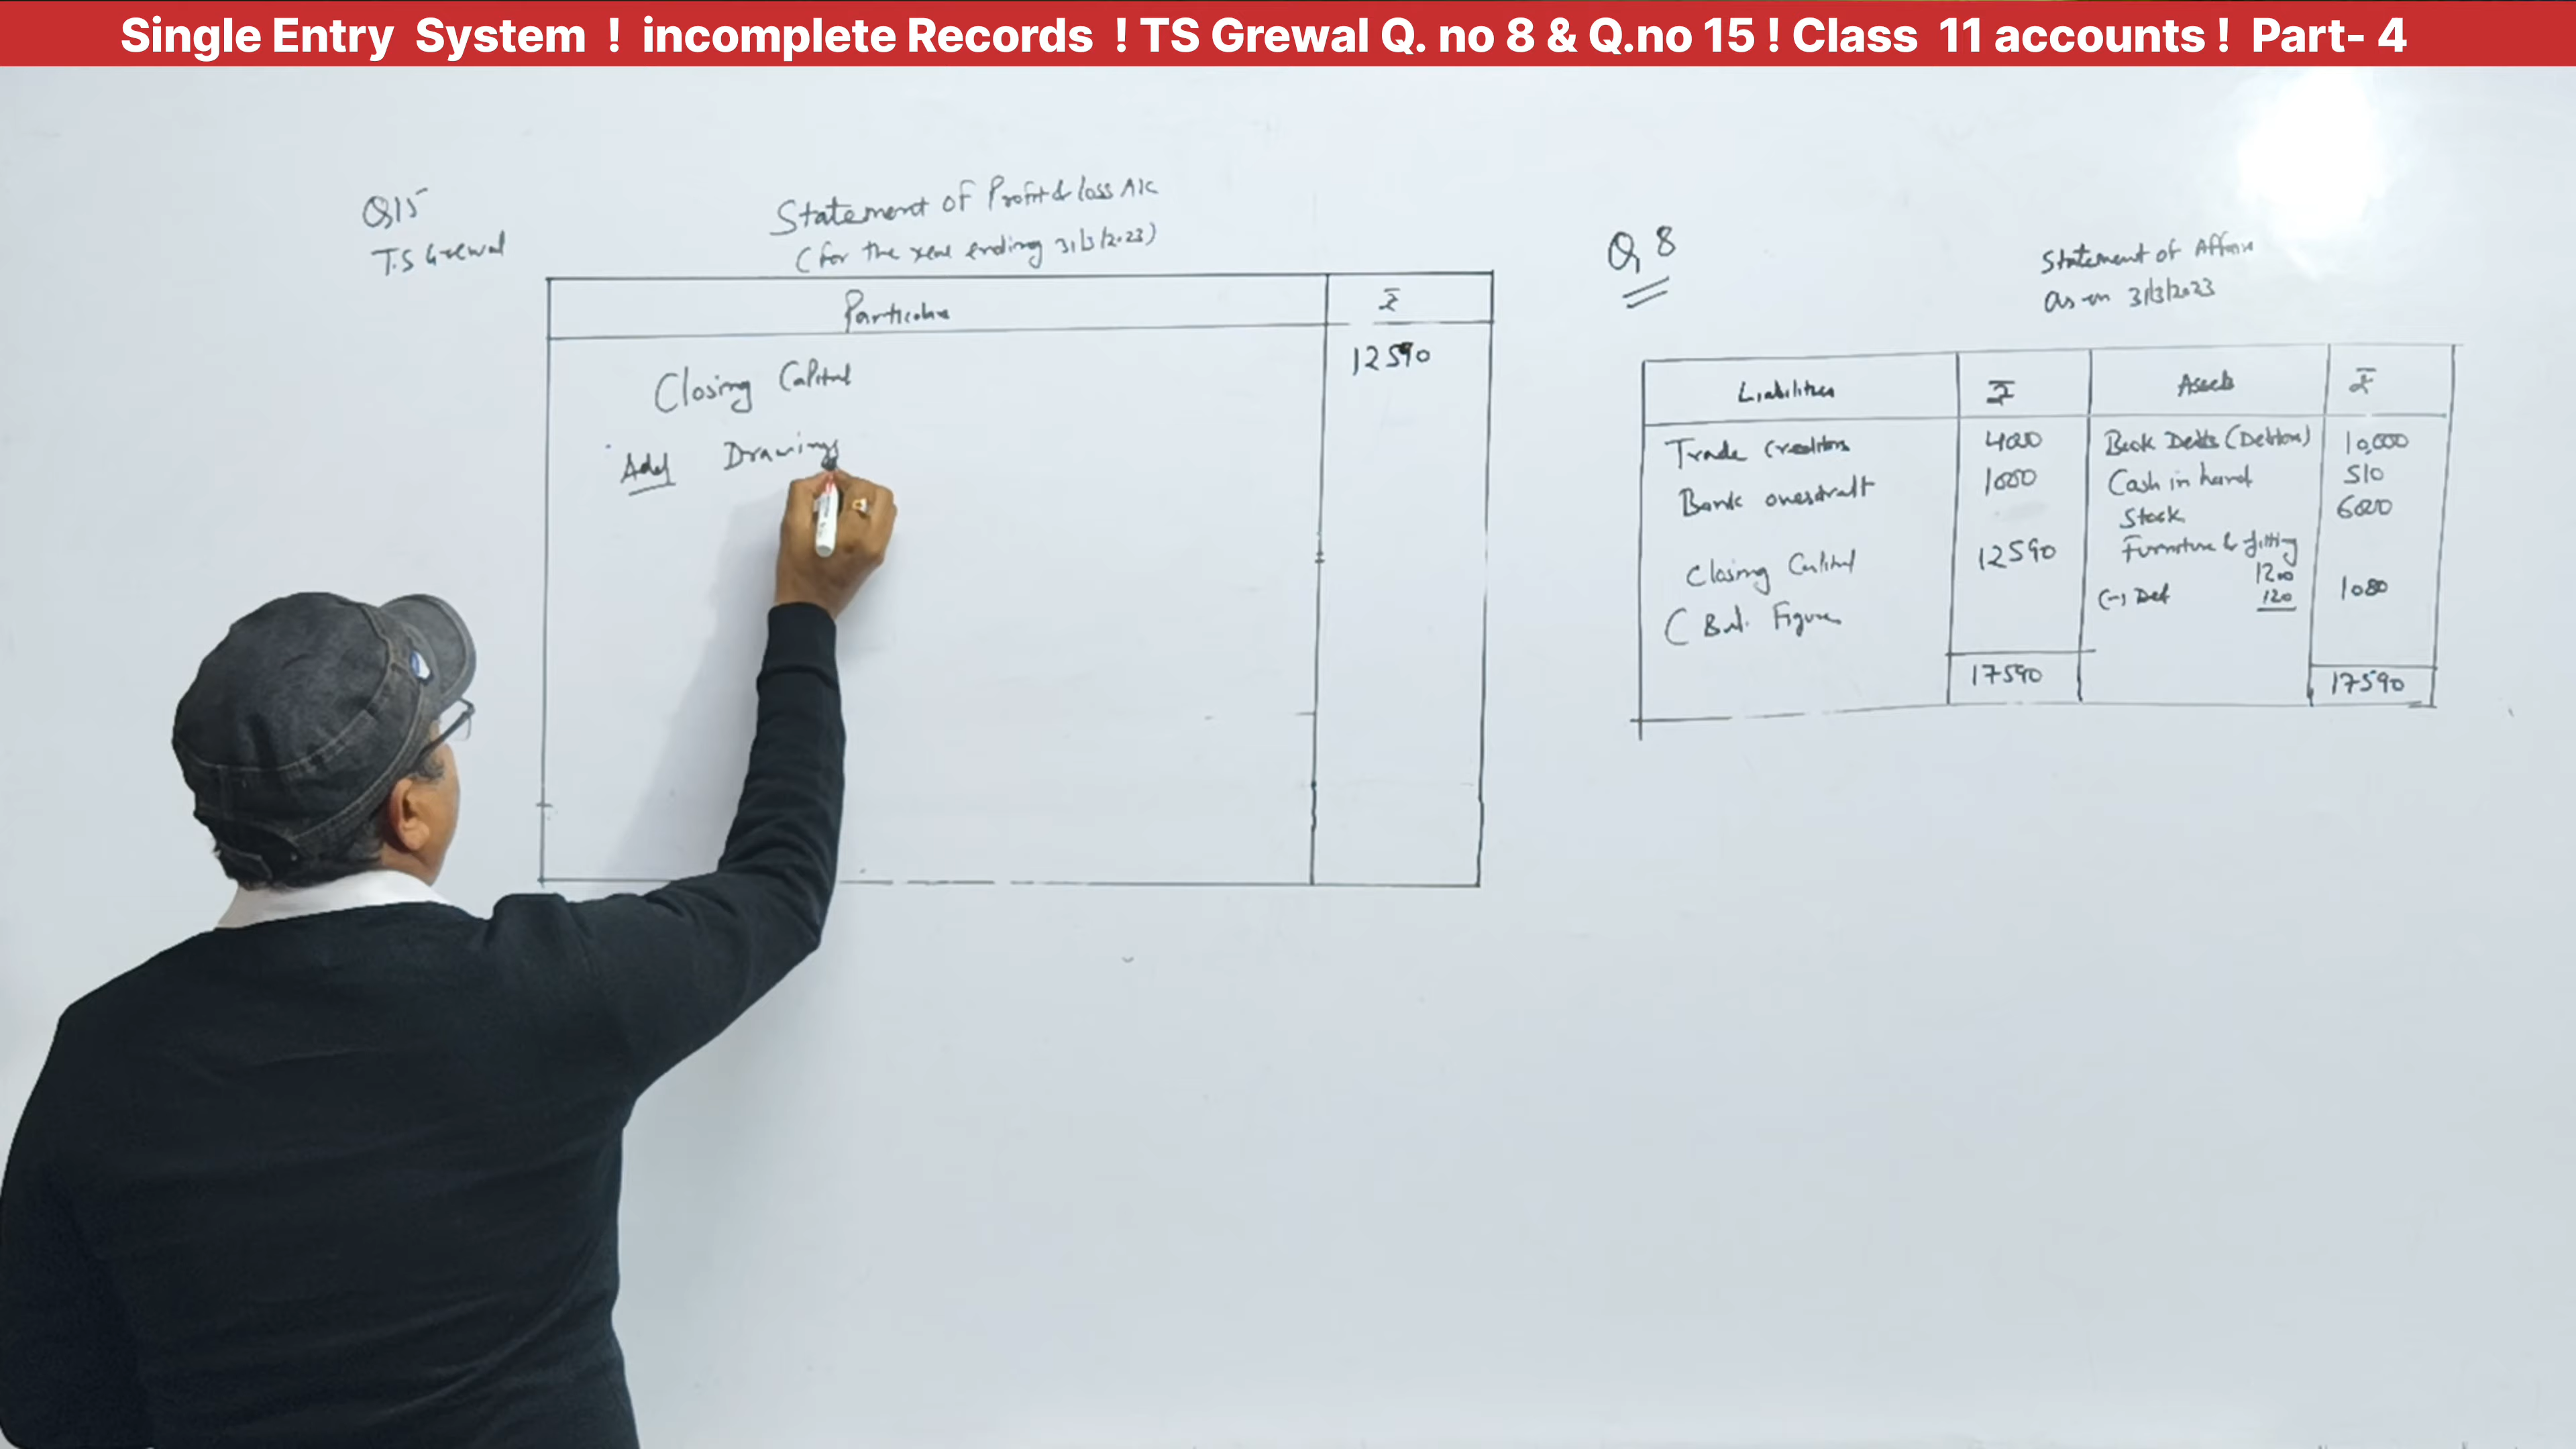 Single Entry System ! incomplete Records ! TS Grewal Q. no 8 & Q.no 15 ! Class 11 accounts ! Part- 4
Q15
T.S Grewal
Statement of Profit & loss A/c
(for the year ending 31/3/2023)
Particulars ₹
Closing Capital 12590
Add Drawings
Q 8
Statement of Affairs
as on 31/3/2023
Liabilities ₹ Assets ₹
Trade Creditors 4000 Book Debts (Debtors) 10,000
Bank overdraft 1000 Cash in hand 510
Stock 6000
Closing Capital 12590 Furniture & fitting
1200
(-) Dep 120 1080
( Bal. Figure
17590 17590